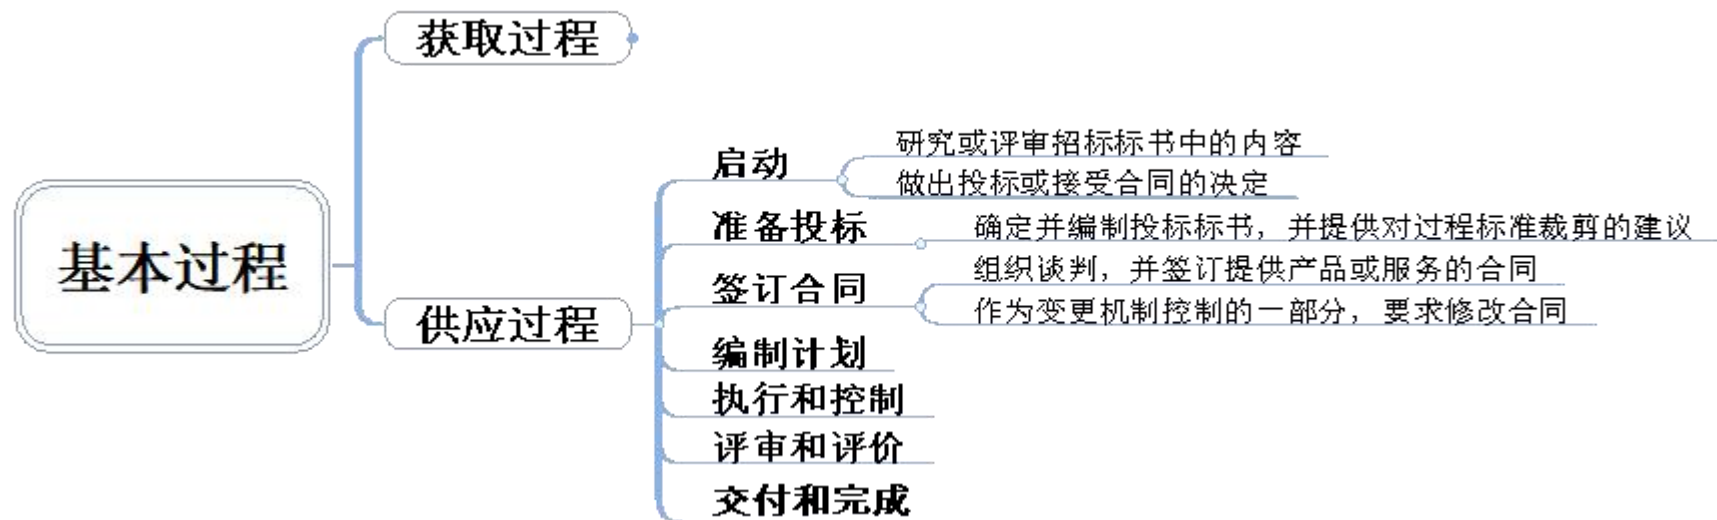 基本过程
获取过程
供应过程
启动
研究或评审招标标书中的内容
做出投标或接受合同的决定
准备投标
确定并编制投标标书，并提供对过程标准裁剪的建议
签订合同
组织谈判，并签订提供产品或服务的合同
作为变更机制控制的一部分，要求修改合同
编制计划
执行和控制
评审和评价
交付和完成